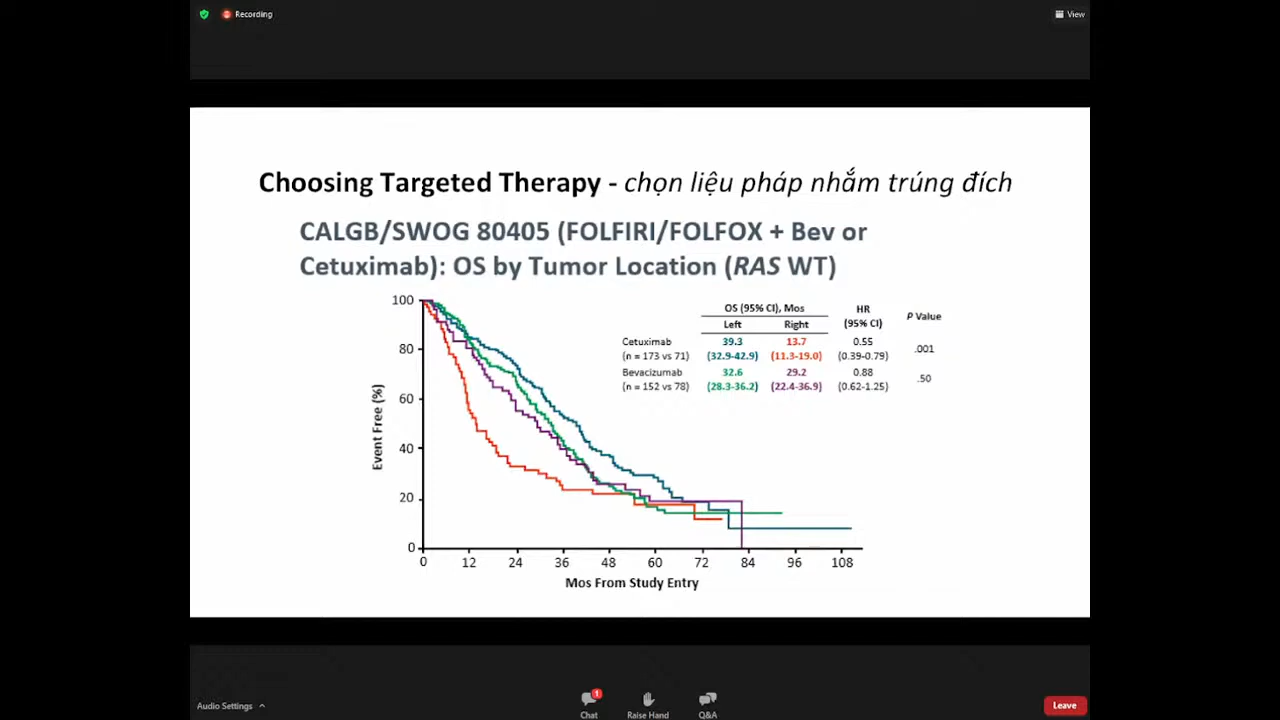 Recording
View
Choosing Targeted Therapy - chọn liệu pháp nhắm trúng đích
CALGB/SWOG 80405 (FOLFIRI/FOLFOX + Bev or
Cetuximab): OS by Tumor Location (RAS WT)
OS (95% CI), Mos
HR
(95% CI)
P Value
Left
Right
Cetuximab
(n = 173 vs 71)
39.3
(32.9-42.9)
13.7
(11.3-19.0)
0.55
(0.39-0.79)
.001
Bevacizumab
(n = 152 vs 78)
32.6
(28.3-36.2)
29.2
(22.4-36.9)
0.88
(0.62-1.25)
.50
Event Free (%)
100
80
60
40
20
0
0 12 24 36 48 60 72 84 96 108
Mos From Study Entry
Audio Settings
1
Chat
Raise Hand
Q&A
Leave